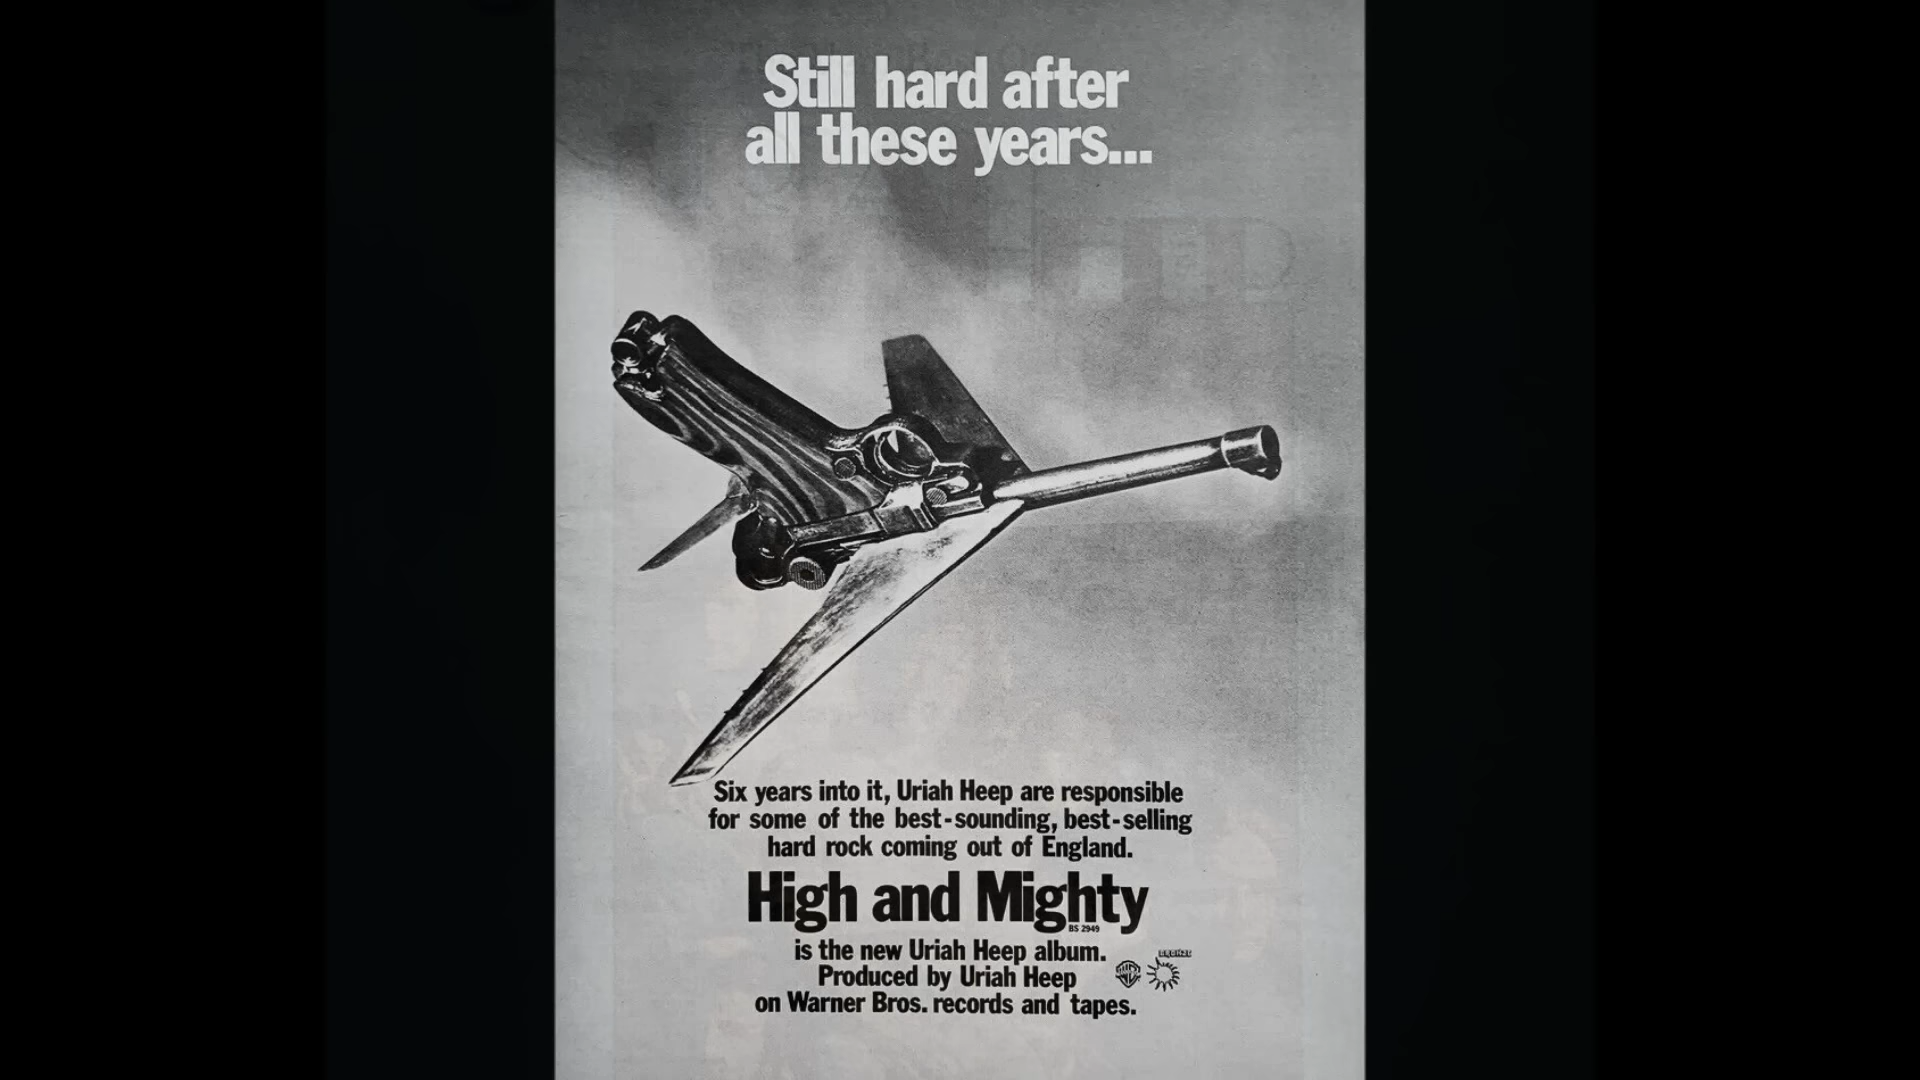 Still hard after
all these years...
Six years into it, Uriah Heep are responsible
for some of the best-sounding, best-selling
hard rock coming out of England.
High and Mighty
BS 2949
is the new Uriah Heep album.
BRONZE
Produced by Uriah Heep
on Warner Bros. records and tapes.